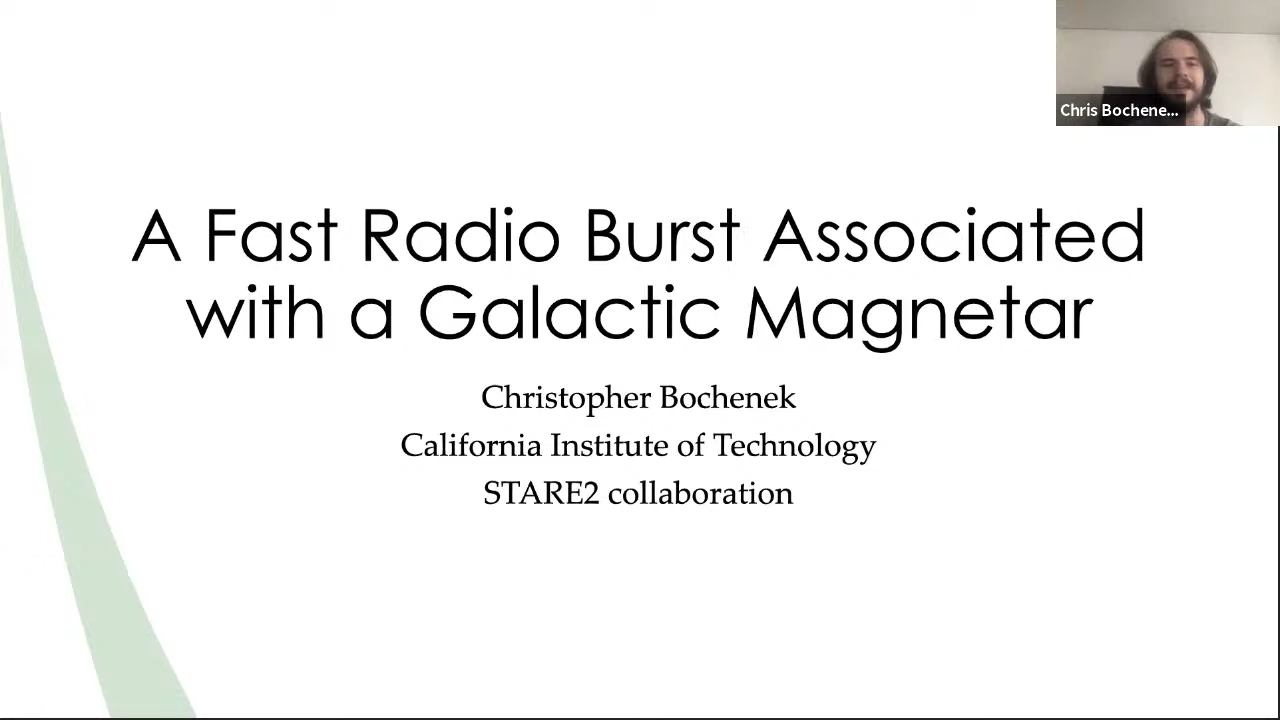 Chris Bochene...
A Fast Radio Burst Associated
with a Galactic Magnetar
Christopher Bochenek
California Institute of Technology
STARE2 collaboration